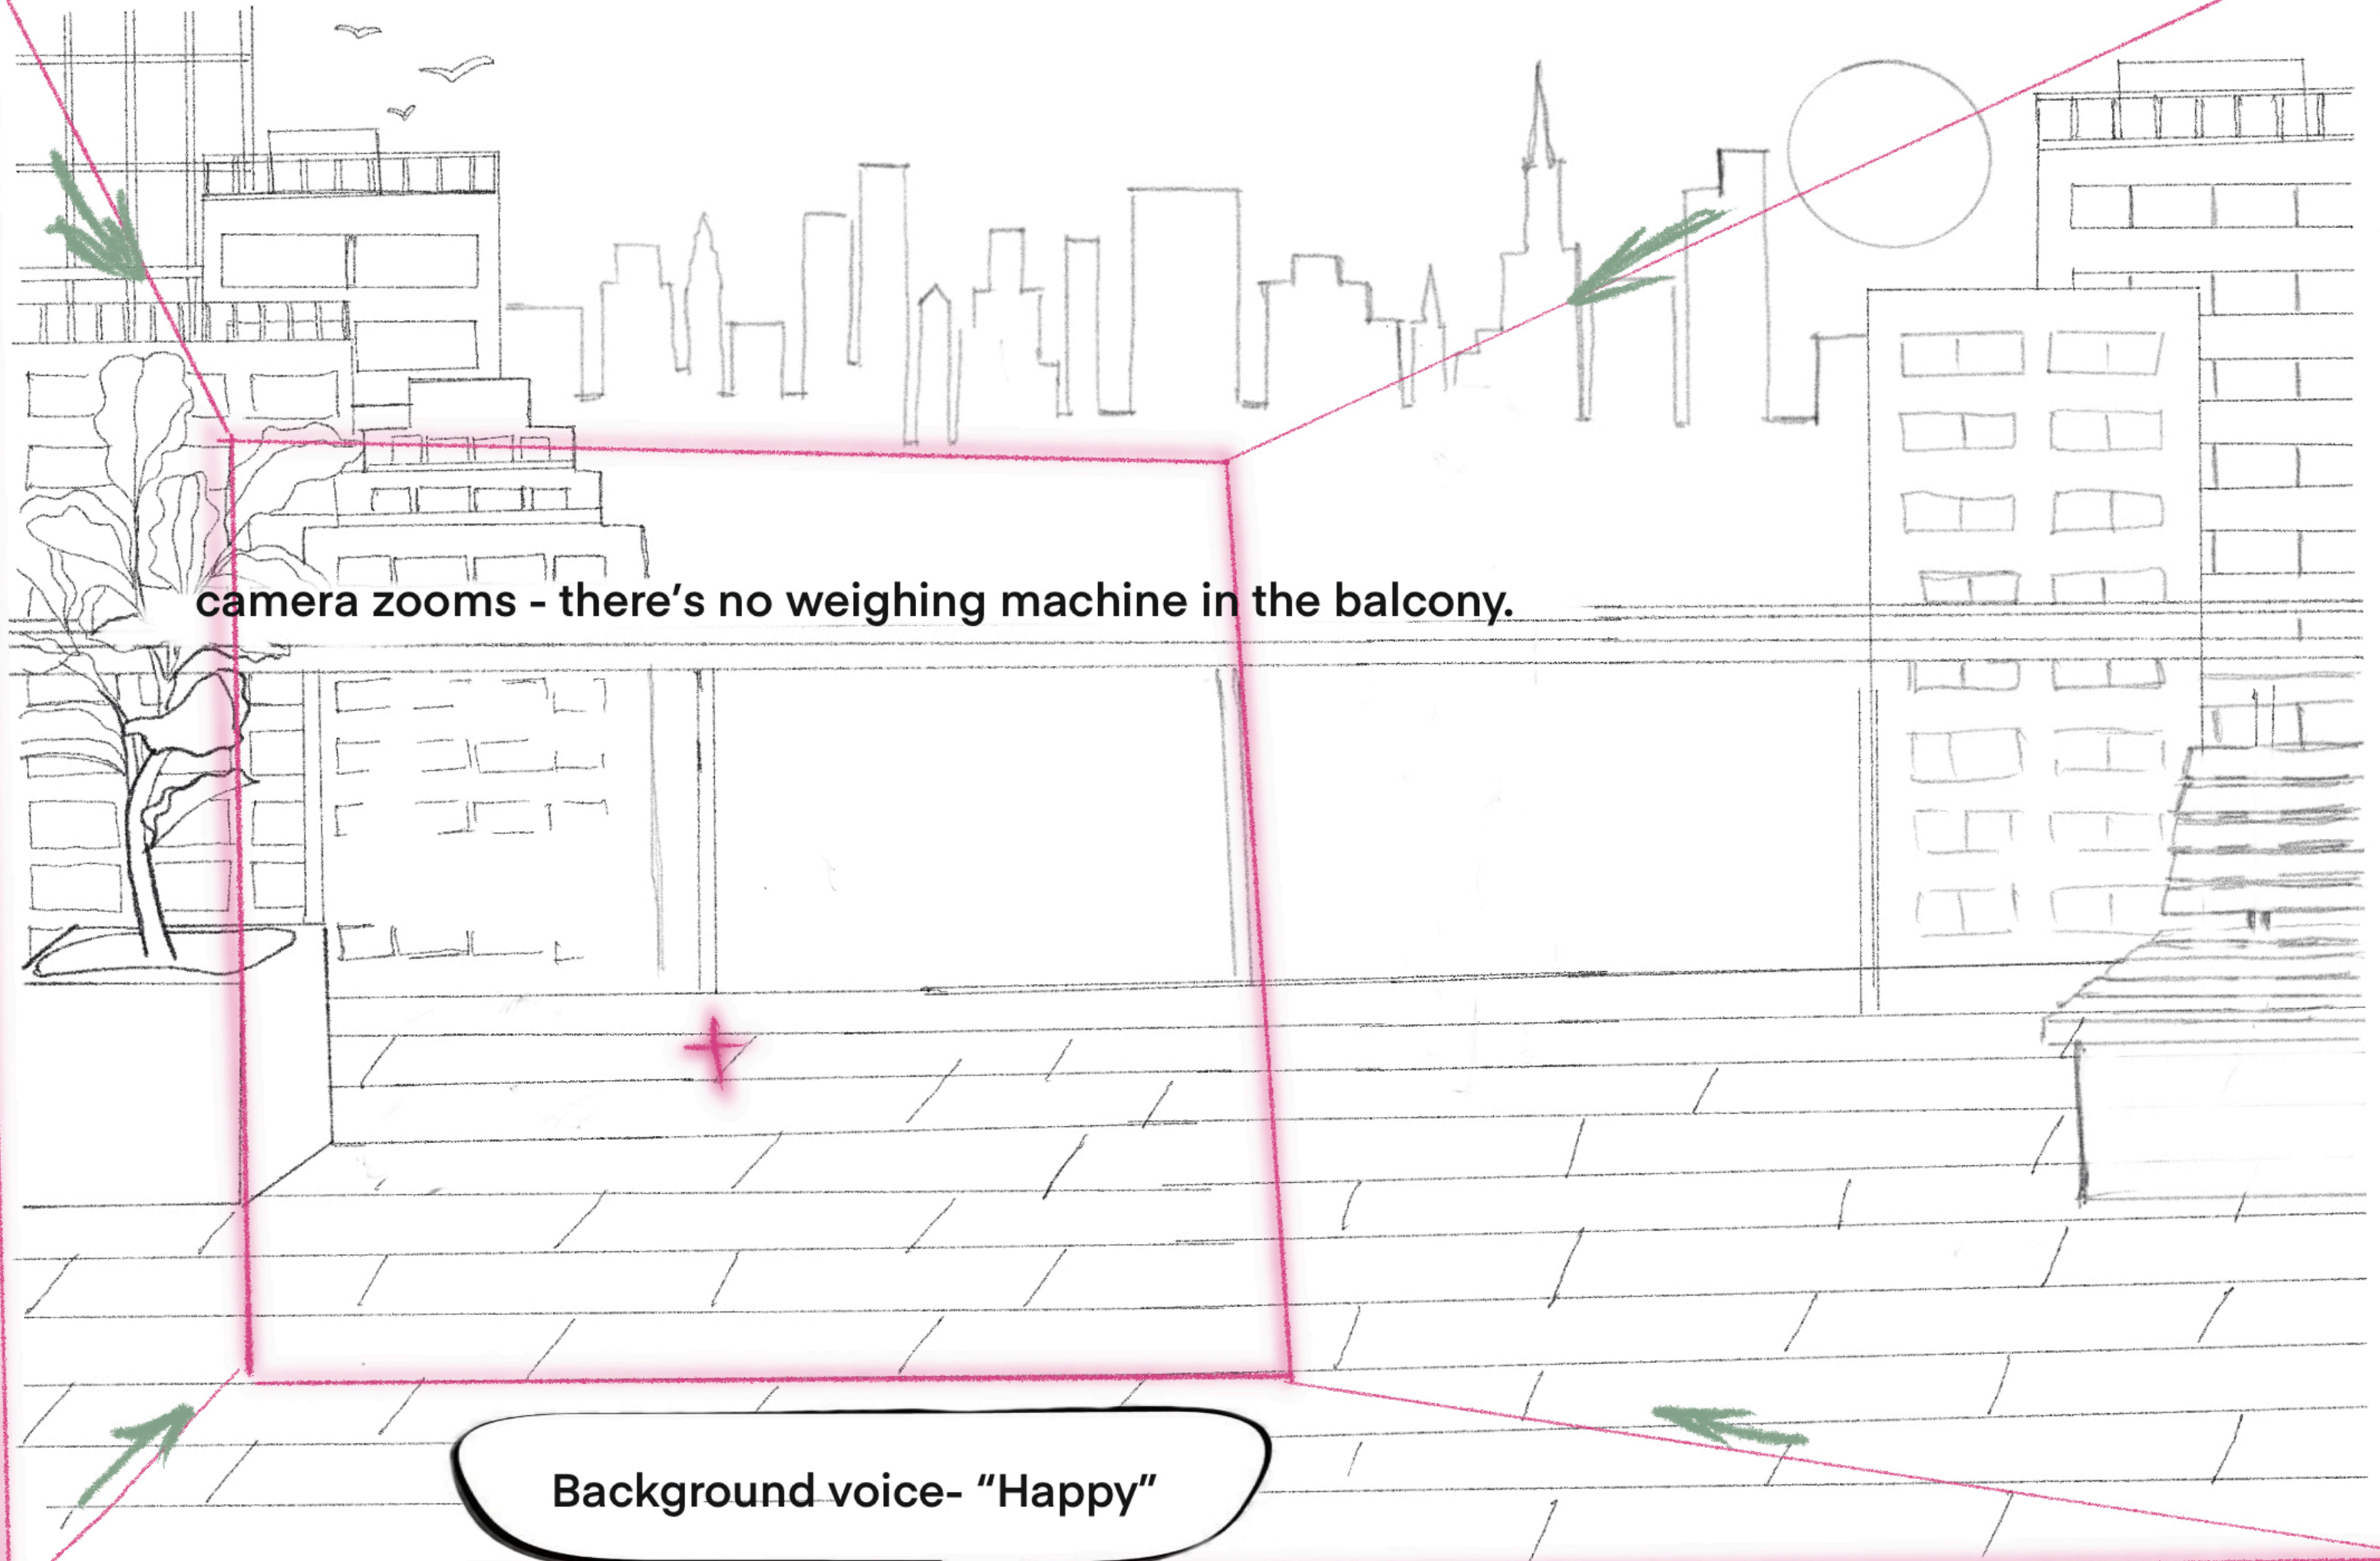 camera zooms - there's no weighing machine in the balcony.
Background voice- “Happy”